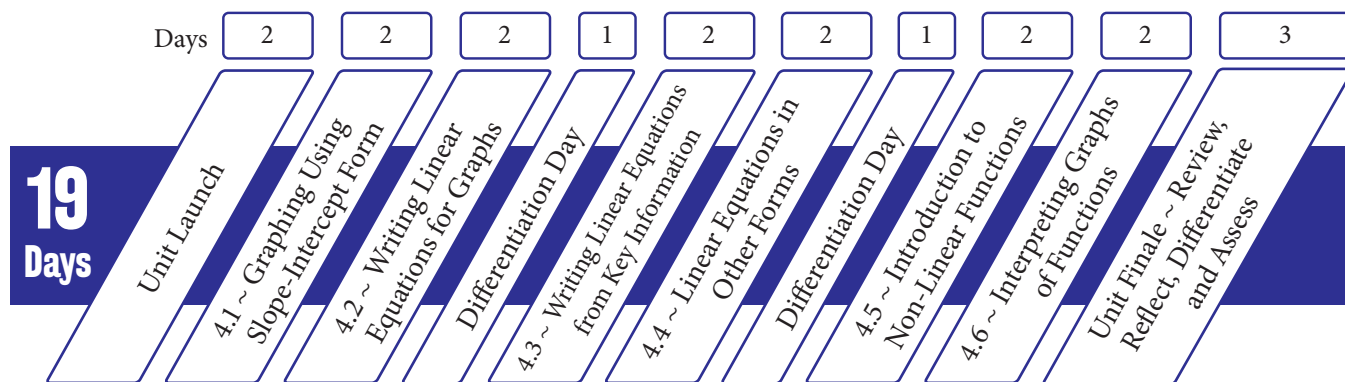 Days 2 2 2 1 2 2 1 2 2 3
19
Days
Unit Launch
4.1 ~ Graphing Using
Slope-Intercept Form
4.2 ~ Writing Linear
Equations for Graphs
Differentiation Day
4.3 ~ Writing Linear Equations
from Key Information
4.4 ~ Linear Equations in
Other Forms
Differentiation Day
4.5 ~ Introduction to
Non-Linear Functions
4.6 ~ Interpreting Graphs
of Functions
Unit Finale ~ Review,
Reflect, Differentiate
and Assess